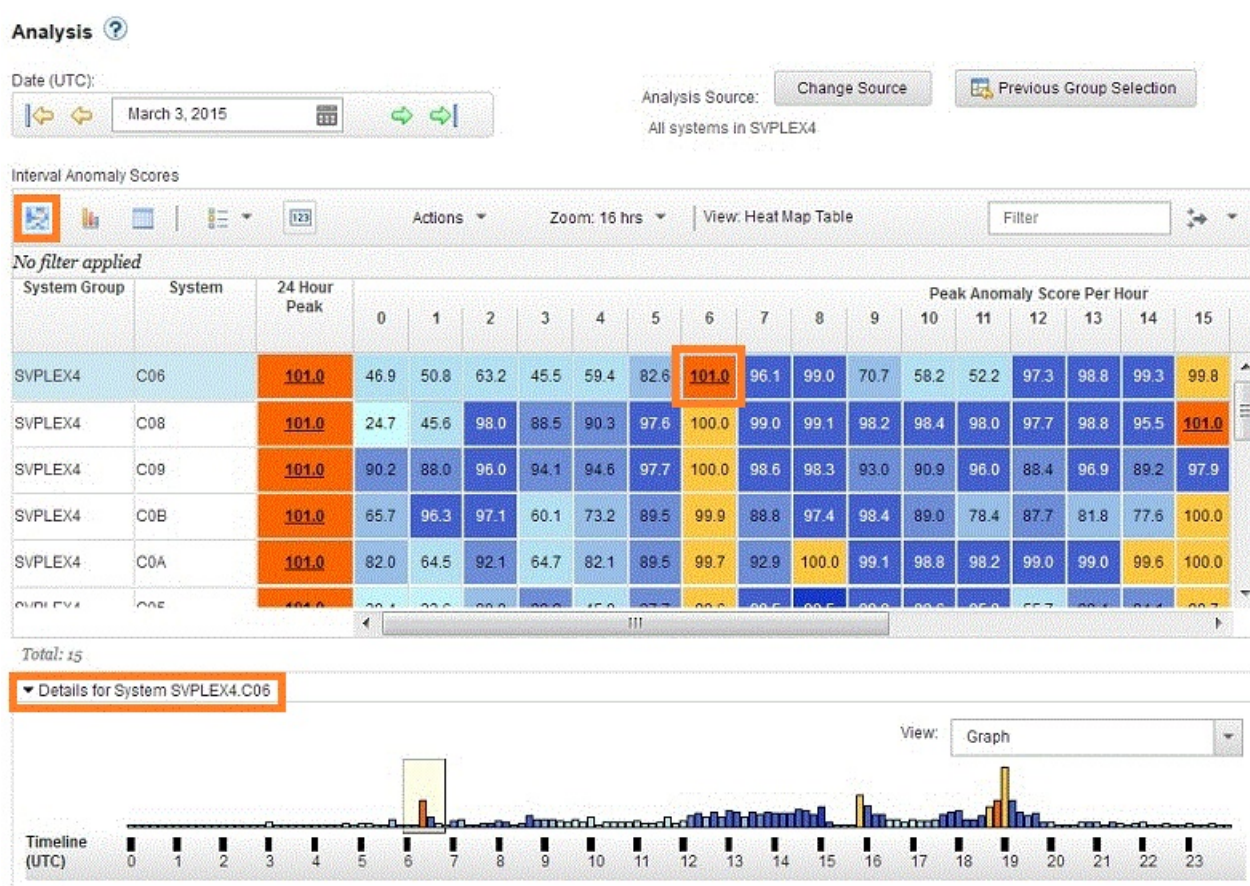 Analysis ?
Date (UTC):
March 3, 2015
Analysis Source: Change Source Previous Group Selection
All systems in SVPLEX4
Interval Anomaly Scores
123 Actions Zoom: 16 hrs View: Heat Map Table Filter
No filter applied
System Group System 24 Hour Peak Peak Anomaly Score Per Hour
0 1 2 3 4 5 6 7 8 9 10 11 12 13 14 15
SVPLEX4 C06 101.0 46.9 50.8 63.2 45.5 59.4 82.6 101.0 96.1 99.0 70.7 58.2 52.2 97.3 98.8 99.3 99.8
SVPLEX4 C08 101.0 24.7 45.6 98.0 88.5 90.3 97.6 100.0 99.0 99.1 98.2 98.4 98.0 97.7 98.8 95.5 101.0
SVPLEX4 C09 101.0 90.2 88.0 96.0 94.1 94.6 97.7 100.0 98.6 98.3 93.0 90.9 96.0 88.4 96.9 89.2 97.9
SVPLEX4 C0B 101.0 65.7 96.3 97.1 60.1 73.2 89.5 99.9 88.8 97.4 98.4 89.0 78.4 87.7 81.8 77.6 100.0
SVPLEX4 C0A 101.0 82.0 64.5 92.1 64.7 82.1 89.5 99.7 92.9 100.0 99.1 98.8 98.2 99.0 99.0 99.6 100.0
Total: 15
Details for System SVPLEX4.C06
View: Graph
Timeline
(UTC) 0 1 2 3 4 5 6 7 8 9 10 11 12 13 14 15 16 17 18 19 20 21 22 23